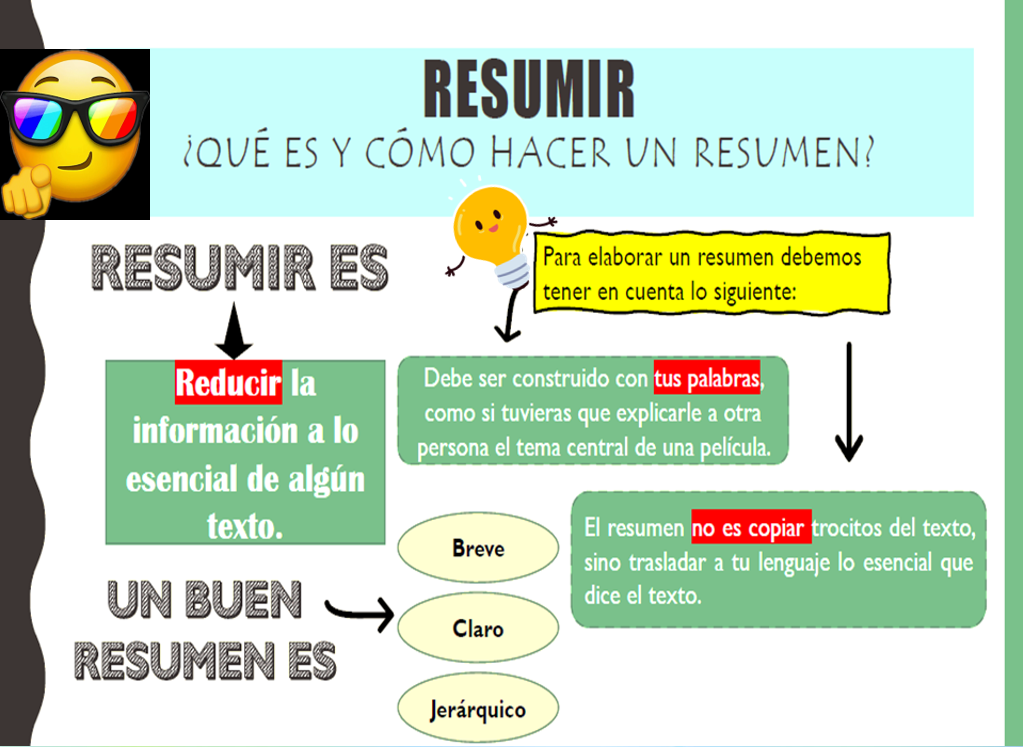 RESUMIR
¿QUÉ ES Y CÓMO HACER UN RESUMEN?
RESUMIR ES
Reducir la
información a lo
esencial de algún
texto.
Para elaborar un resumen debemos
tener en cuenta lo siguiente:
Debe ser construido con tus palabras,
como si tuvieras que explicarle a otra
persona el tema central de una película.
El resumen no es copiar trocitos del texto,
sino trasladar a tu lenguaje lo esencial que
dice el texto.
UN BUEN
RESUMEN ES
Breve
Claro
Jerárquico